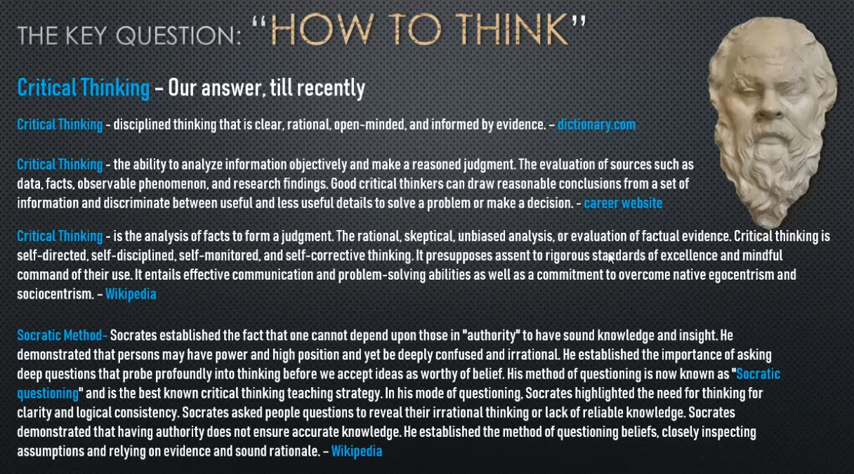 THE KEY QUESTION: “HOW TO THINK”
Critical Thinking – Our answer, till recently
Critical Thinking - disciplined thinking that is clear, rational, open-minded, and informed by evidence. – dictionary.com
Critical Thinking - the ability to analyze information objectively and make a reasoned judgment. The evaluation of sources such as
data, facts, observable phenomenon, and research findings. Good critical thinkers can draw reasonable conclusions from a set of
information and discriminate between useful and less useful details to solve a problem or make a decision. - career website
Critical Thinking - is the analysis of facts to form a judgment. The rational, skeptical, unbiased analysis, or evaluation of factual evidence. Critical thinking is
self-directed, self-disciplined, self-monitored, and self-corrective thinking. It presupposes assent to rigorous standards of excellence and mindful
command of their use. It entails effective communication and problem-solving abilities as well as a commitment to overcome native egocentrism and
sociocentrism. – Wikipedia
Socratic Method- Socrates established the fact that one cannot depend upon those in "authority" to have sound knowledge and insight. He
demonstrated that persons may have power and high position and yet be deeply confused and irrational. He established the importance of asking
deep questions that probe profoundly into thinking before we accept ideas as worthy of belief. His method of questioning is now known as "Socratic
questioning" and is the best known critical thinking teaching strategy. In his mode of questioning, Socrates highlighted the need for thinking for
clarity and logical consistency. Socrates asked people questions to reveal their irrational thinking or lack of reliable knowledge. Socrates
demonstrated that having authority does not ensure accurate knowledge. He established the method of questioning beliefs, closely inspecting
assumptions and relying on evidence and sound rationale. – Wikipedia